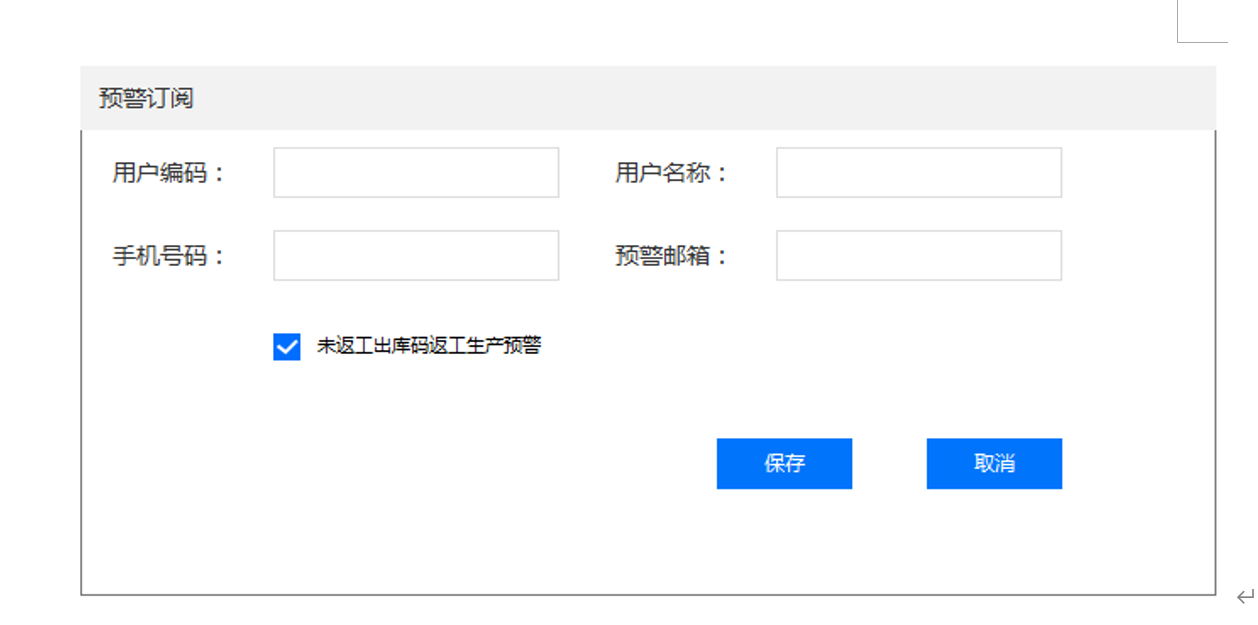 预警订阅
用户编码： 用户名称：
手机号码： 预警邮箱：
未返工出库码返工生产预警
保存 取消